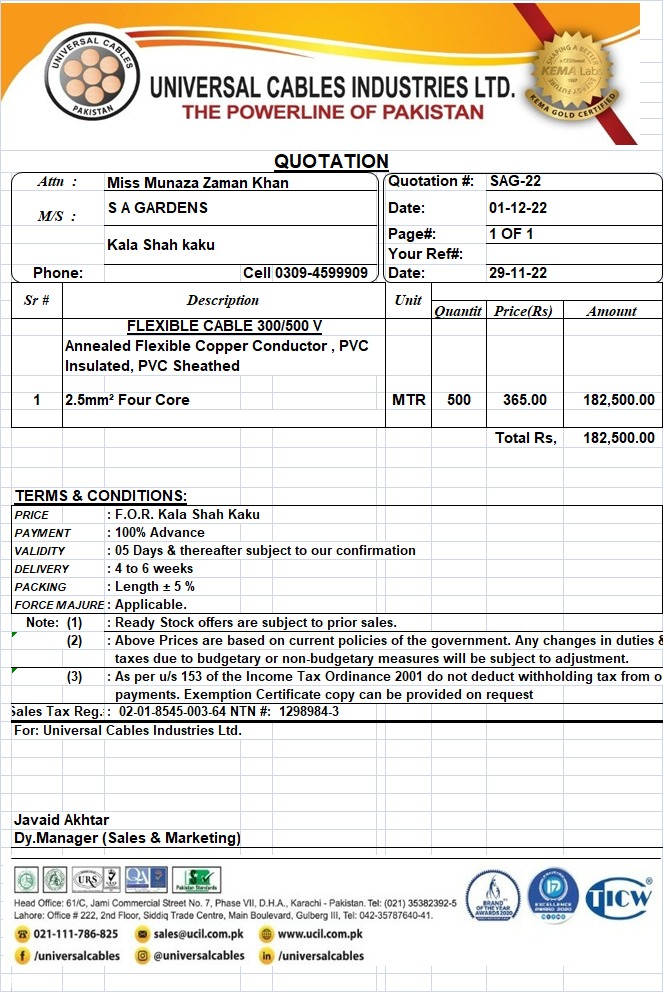 UNIVERSAL CABLES
PAKISTAN
UNIVERSAL CABLES INDUSTRIES LTD.
THE POWERLINE OF PAKISTAN
KEMA Labs
KEMA GOLD CERTIFIED
QUOTATION
Attn : Miss Munaza Zaman Khan Quotation #: SAG-22
M/S : S A GARDENS Date: 01-12-22
Kala Shah kaku Page#: 1 OF 1
Your Ref#:
Phone: Cell 0309-4599909 Date: 29-11-22
Sr # Description Unit Quantit Price(Rs) Amount
FLEXIBLE CABLE 300/500 V
Annealed Flexible Copper Conductor , PVC
Insulated, PVC Sheathed
1 2.5mm² Four Core MTR 500 365.00 182,500.00
Total Rs, 182,500.00
TERMS & CONDITIONS:
PRICE : F.O.R. Kala Shah Kaku
PAYMENT : 100% Advance
VALIDITY : 05 Days & thereafter subject to our confirmation
DELIVERY : 4 to 6 weeks
PACKING : Length ± 5 %
FORCE MAJURE : Applicable.
Note: (1) : Ready Stock offers are subject to prior sales.
(2) : Above Prices are based on current policies of the government. Any changes in duties &
taxes due to budgetary or non-budgetary measures will be subject to adjustment.
(3) : As per u/s 153 of the Income Tax Ordinance 2001 do not deduct withholding tax from o
payments. Exemption Certificate copy can be provided on request
Sales Tax Reg. : 02-01-8545-003-64 NTN #: 1298984-3
For: Universal Cables Industries Ltd.
Javaid Akhtar
Dy.Manager (Sales & Marketing)
URS
QA
Pakistan Standards
BRAND OF THE YEAR AWARDS 2020
EXCELLENCE AWARD 2020
TICW®
Head Office: 61/C, Jami Commercial Street No. 7, Phase VII, D.H.A., Karachi - Pakistan. Tel: (021) 35382392-5
Lahore: Office # 222, 2nd Floor, Siddiq Trade Centre, Main Boulevard, Gulberg III, Tel: 042-35787640-41.
021-111-786-825 sales@ucil.com.pk www.ucil.com.pk
/universalcables @universalcables /universalcables